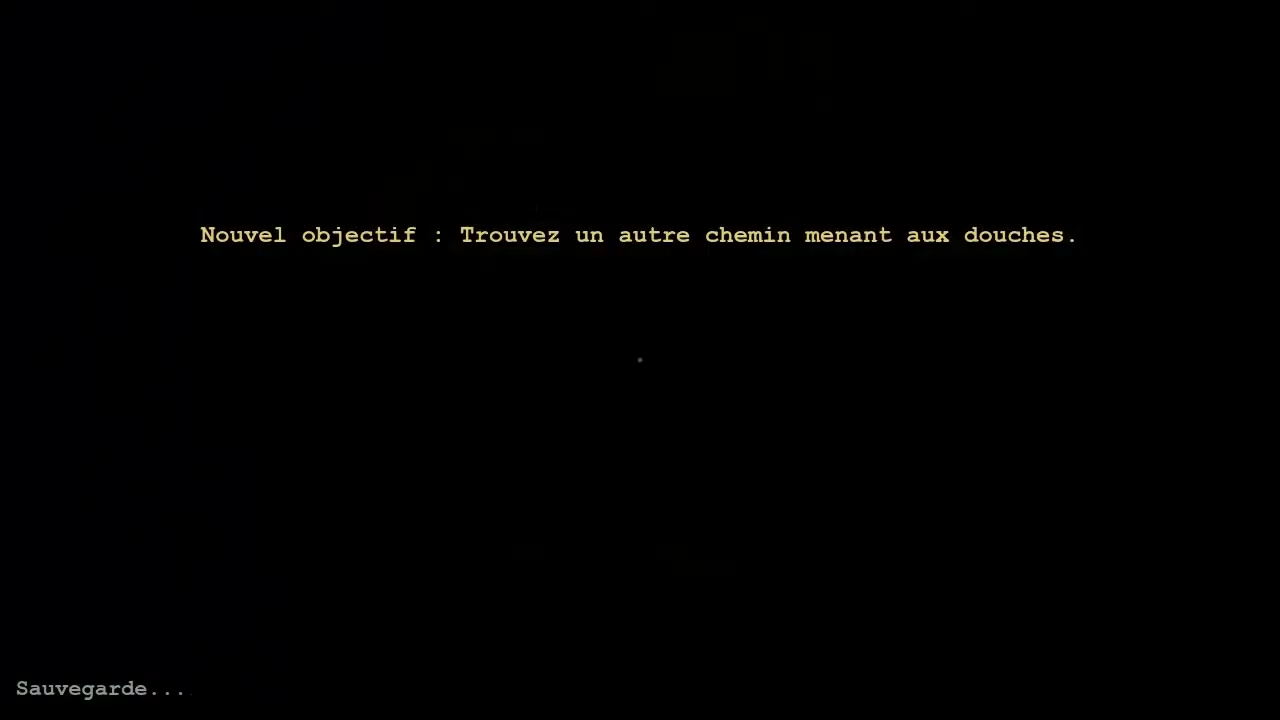 Nouvel objectif : Trouvez un autre chemin menant aux douches.
Sauvegarde....